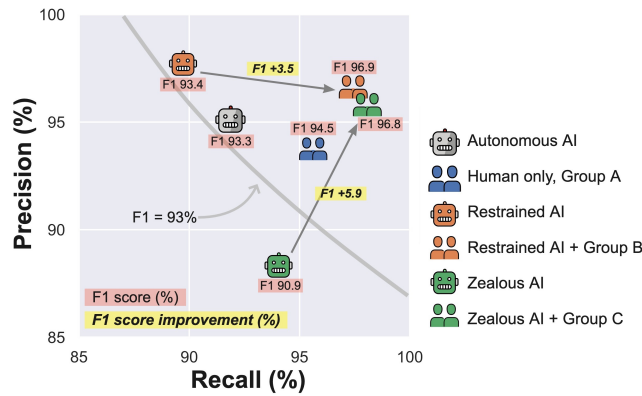 100
95
90
85
Precision (%)
F1 +3.5
F1 96.9
F1 93.4
F1 96.8
F1 94.5
F1 93.3
F1 +5.9
F1 = 93%
F1 90.9
F1 score (%)
F1 score improvement (%)
85
90
95
100
Recall (%)
Autonomous AI
Human only, Group A
Restrained AI
Restrained AI + Group B
Zealous AI
Zealous AI + Group C